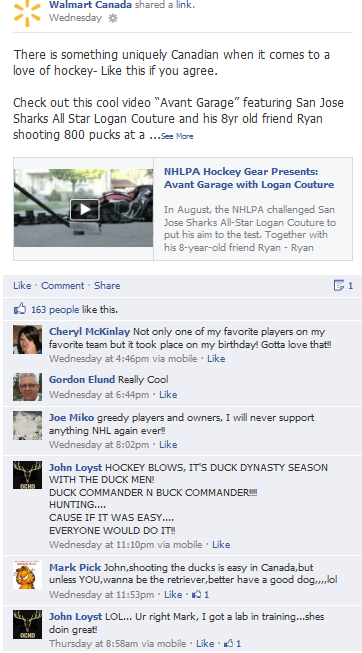 Walmart Canada shared a link.
Wednesday
There is something uniquely Canadian when it comes to a
love of hockey- Like this if you agree.
Check out this cool video “Avant Garage” featuring San Jose
Sharks All Star Logan Couture and his 8yr old friend Ryan
shooting 800 pucks at a ...See More
NHLPA Hockey Gear Presents:
Avant Garage with Logan Couture
In August, the NHLPA challenged San
Jose Sharks All-Star Logan Couture to
put his aim to the test. Together with
his 8-year-old friend Ryan - Ryan
Like · Comment · Share 1
163 people like this.
Cheryl McKinlay Not only one of my favorite players on my
favorite team but it took place on my birthday! Gotta love that!!
Wednesday at 4:46pm via mobile · Like
Gordon Elund Really Cool
Wednesday at 6:44pm · Like
Joe Miko greedy players and owners, I will never support
anything NHL again ever!!
Wednesday at 8:02pm · Like
OCHO
John Loyst HOCKEY BLOWS, IT'S DUCK DYNASTY SEASON
WITH THE DUCK MEN!
DUCK COMMANDER N BUCK COMMANDER!!!!
HUNTING....
CAUSE IF IT WAS EASY....
EVERYONE WOULD DO IT!!
Wednesday at 11:10pm via mobile · Like
Mark Pick John,shooting the ducks is easy in Canada,but
unless YOU,wanna be the retriever,better have a good dog,,,,lol
Wednesday at 11:53pm · Like · 1
OCHO
John Loyst LOL... Ur right Mark, I got a lab in training...shes
doin great!
Thursday at 8:58am via mobile · Like · 1